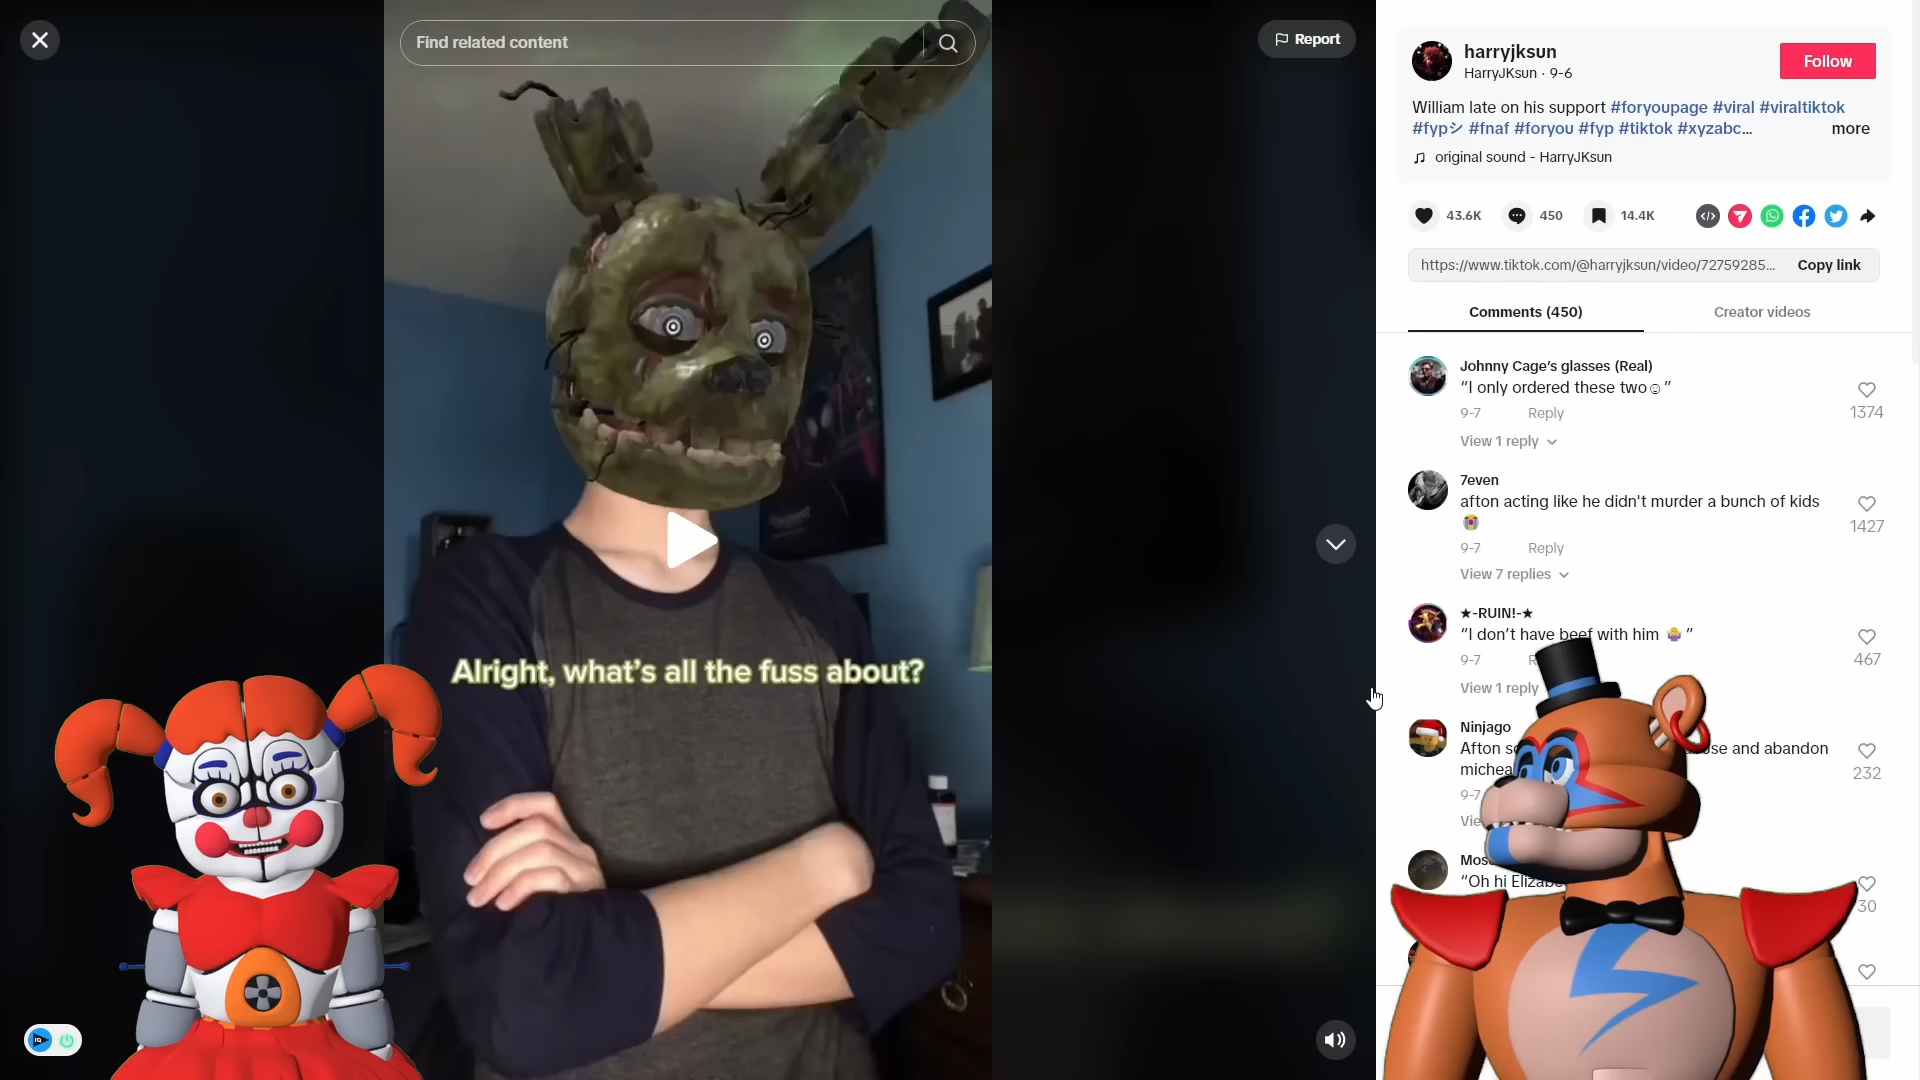 Find related content
Report
Alright, what's all the fuss about?
harryjksun
HarryJKsun · 9-6
Follow
William late on his support #foryoupage #viral #viraltiktok
#fypシ #fnaf #foryou #fyp #tiktok #xyzabc...
more
original sound - HarryJKsun
43.6K
450
14.4K
https://www.tiktok.com/@harryjksun/video/72759285...
Copy link
Comments (450)
Creator videos
Johnny Cage's glasses (Real)
“I only ordered these two☺”
9-7 Reply
1374
View 1 reply
7even
afton acting like he didn't murder a bunch of kids
😭
9-7 Reply
1427
View 7 replies
★-RUIN!-★
“I don't have beef with him 🤷”
9-7
467
View 1 reply
Ninjago
Afton and abandon
9-7
232
“Oh hi
30